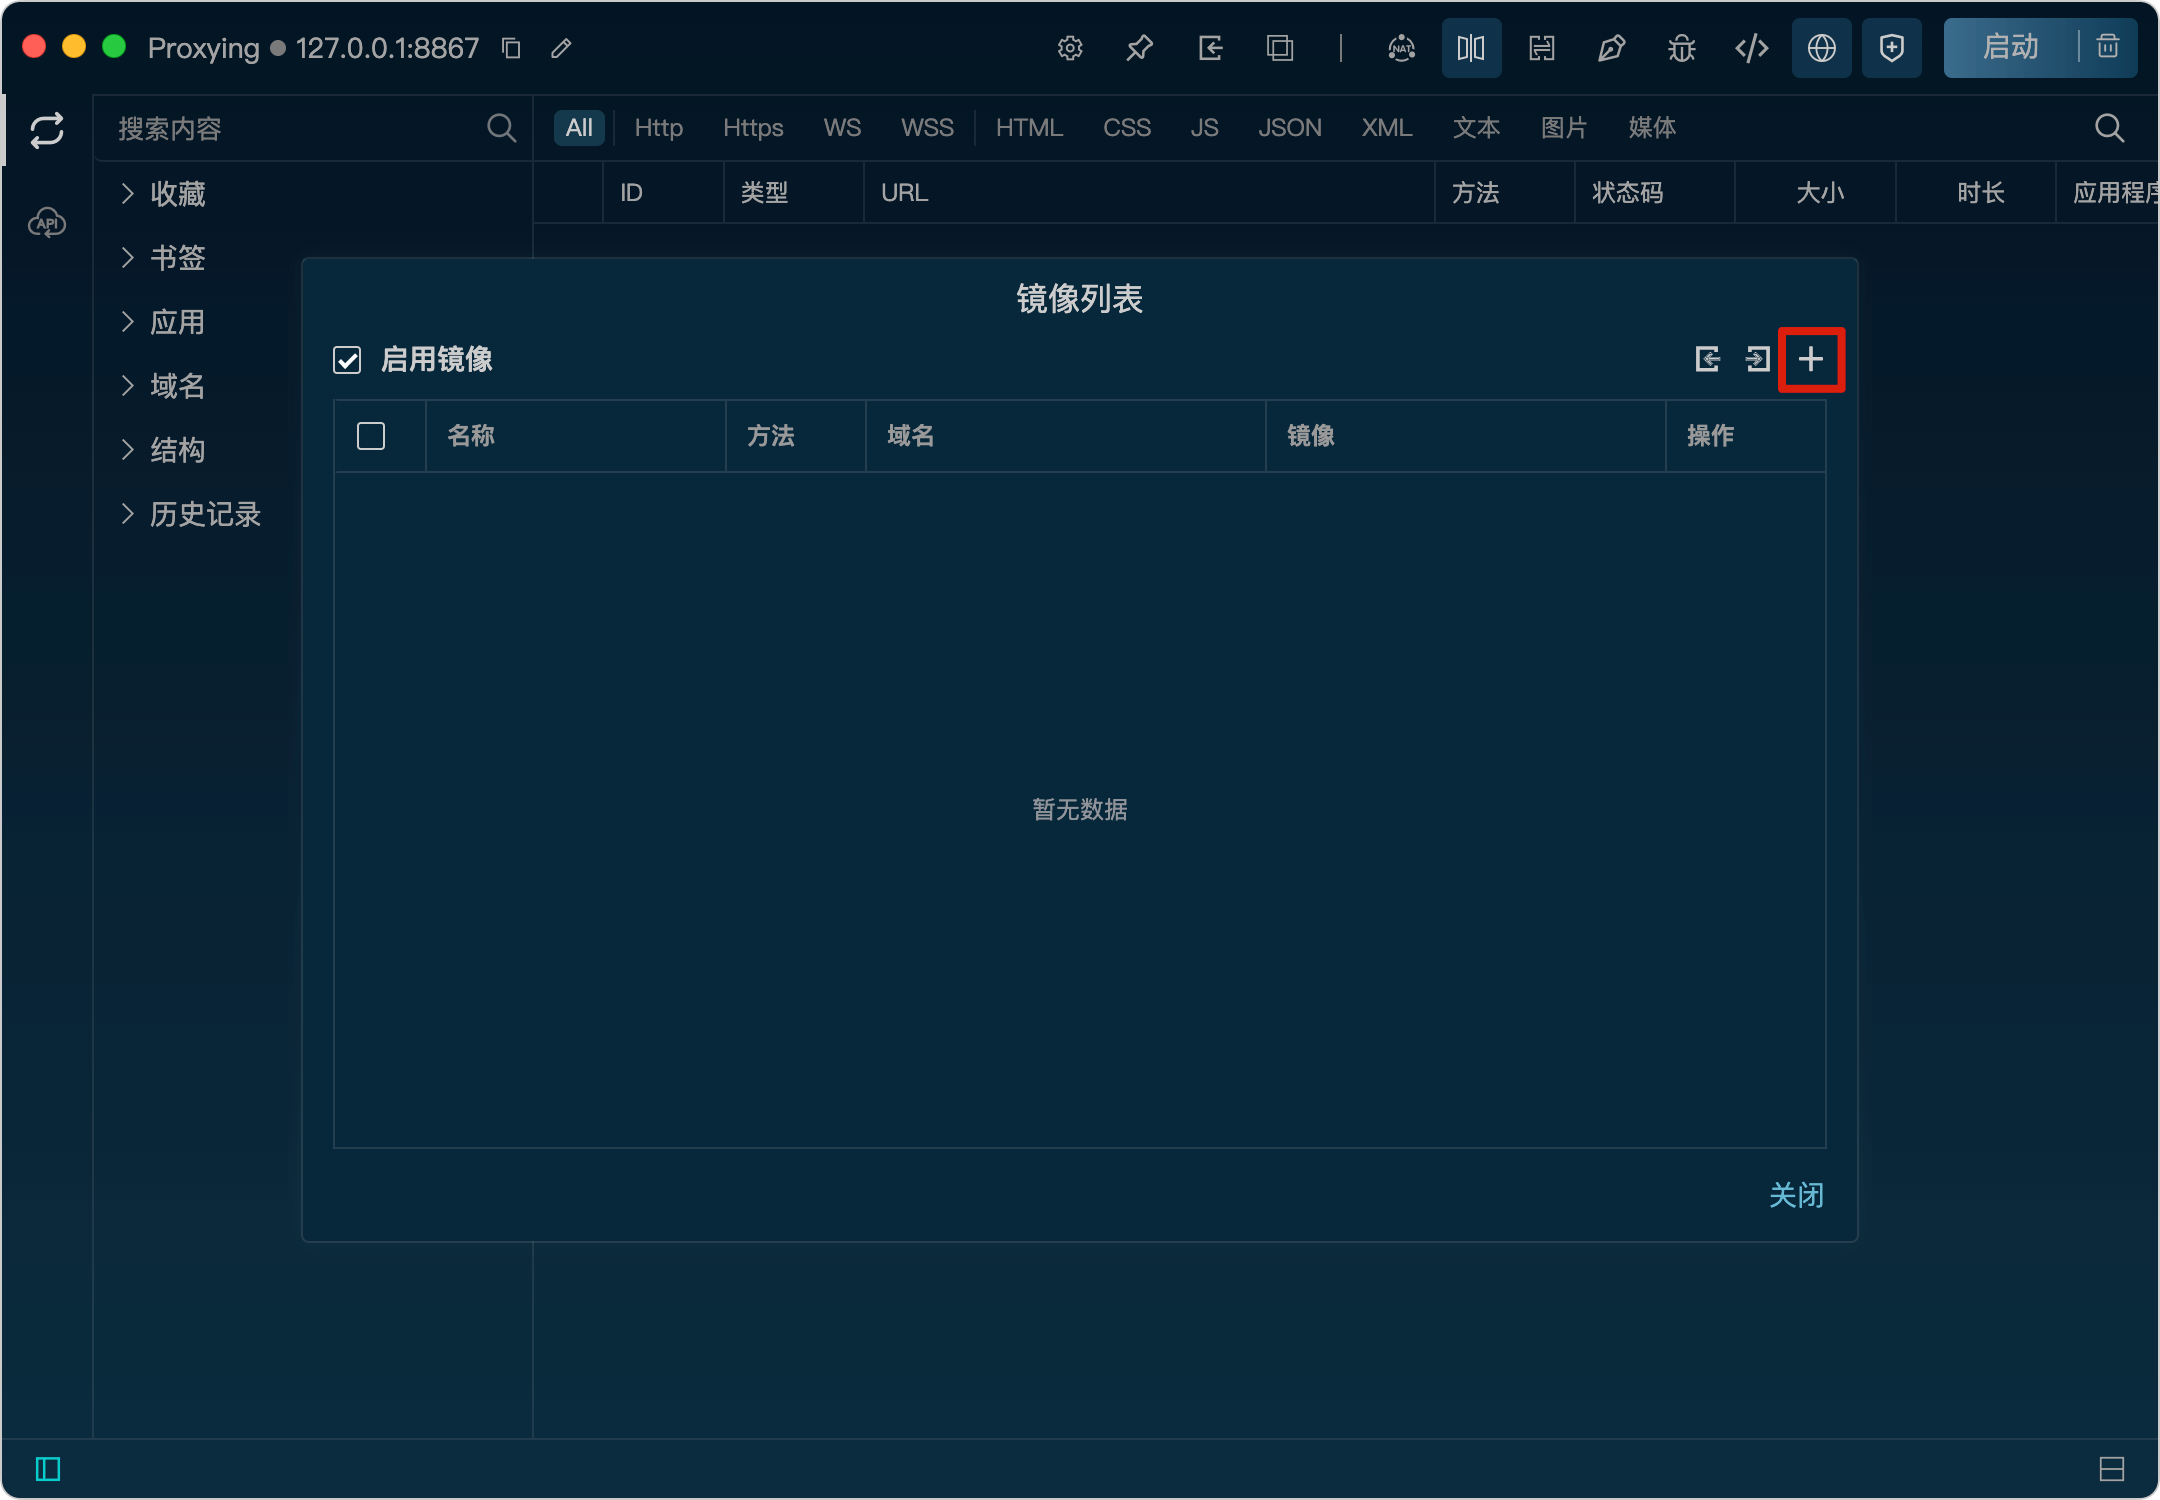 Proxying 127.0.0.1:8867
NAT
启动
搜索内容
All Http Https WS WSS HTML CSS JS JSON XML 文本 图片 媒体
ID 类型 URL 方法 状态码 大小 时长 应用程序
API
收藏
书签
应用
域名
结构
历史记录
镜像列表
启用镜像
名称 方法 域名 镜像 操作
暂无数据
关闭